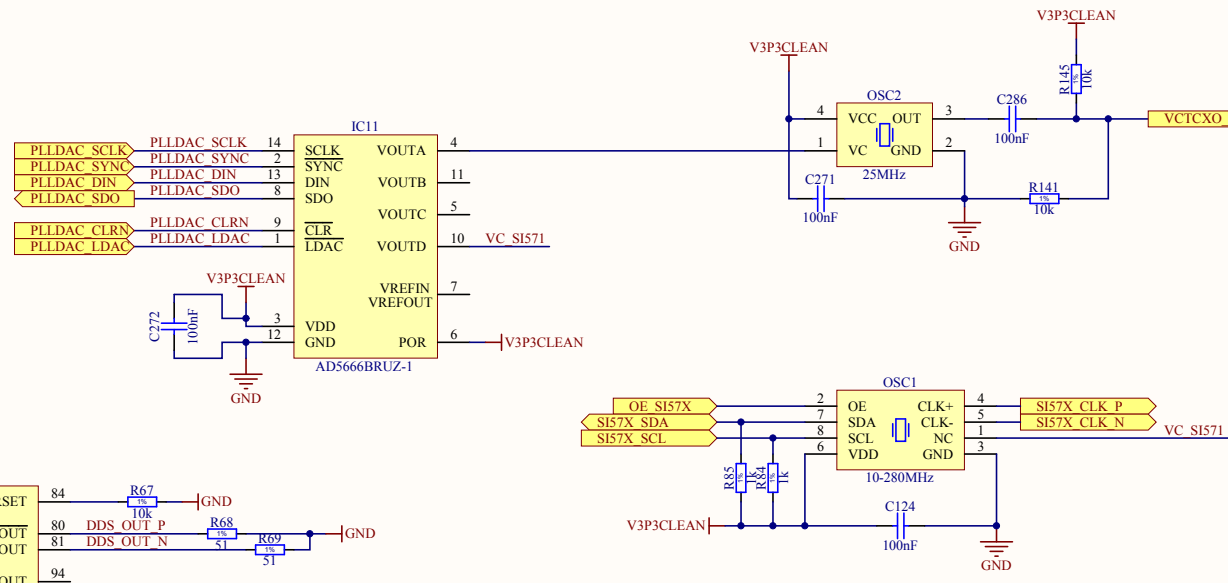 V3P3CLEAN
V3P3CLEAN
R145
1%
10k
OSC2
C286
100nF
4 VCC OUT 3
1 VC GND 2
25MHz
VCTCXO_
C271
100nF
R141
1%
10k
GND
IC11
PLLDAC_SCLK PLLDAC_SCLK 14 SCLK VOUTA 4
PLLDAC_SYNC PLLDAC_SYNC 2 SYNC
PLLDAC_DIN PLLDAC_DIN 13 DIN VOUTB 11
PLLDAC_SDO PLLDAC_SDO 8 SDO
VOUTC 5
PLLDAC_CLRN PLLDAC_CLRN 9 CLR
PLLDAC_LDAC PLLDAC_LDAC 1 LDAC VOUTD 10 VC_SI571
V3P3CLEAN
VREFIN 7
VREFOUT
C272
100nF
3 VDD
12 GND POR 6 V3P3CLEAN
AD5666BRUZ-1
GND
OSC1
OE_SI57X 2 OE CLK+ 4 SI57X_CLK_P
SI57X_SDA 7 SDA CLK- 5 SI57X_CLK_N
SI57X_SCL 8 SCL NC 1 VC_SI571
6 VDD GND 3
10-280MHz
R85
1%
1k
R84
1%
1k
V3P3CLEAN
C124
100nF
GND
RSET 84 R67 GND
1%
10k
OUT 80 DDS_OUT_P R68 GND
1%
51
OUT 81 DDS_OUT_N R69
1%
51
OUT 94